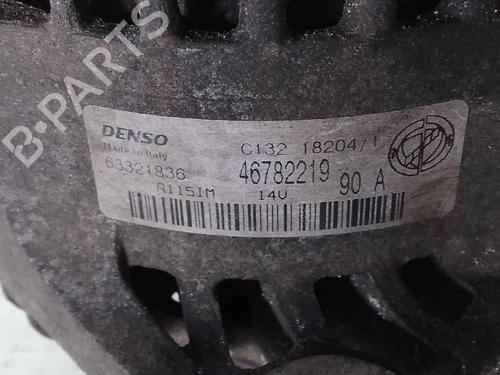 B-PARTS
DENSO
Made in Italy
C132 18204/1
63321836
46782219
90 A
A115IM
14V